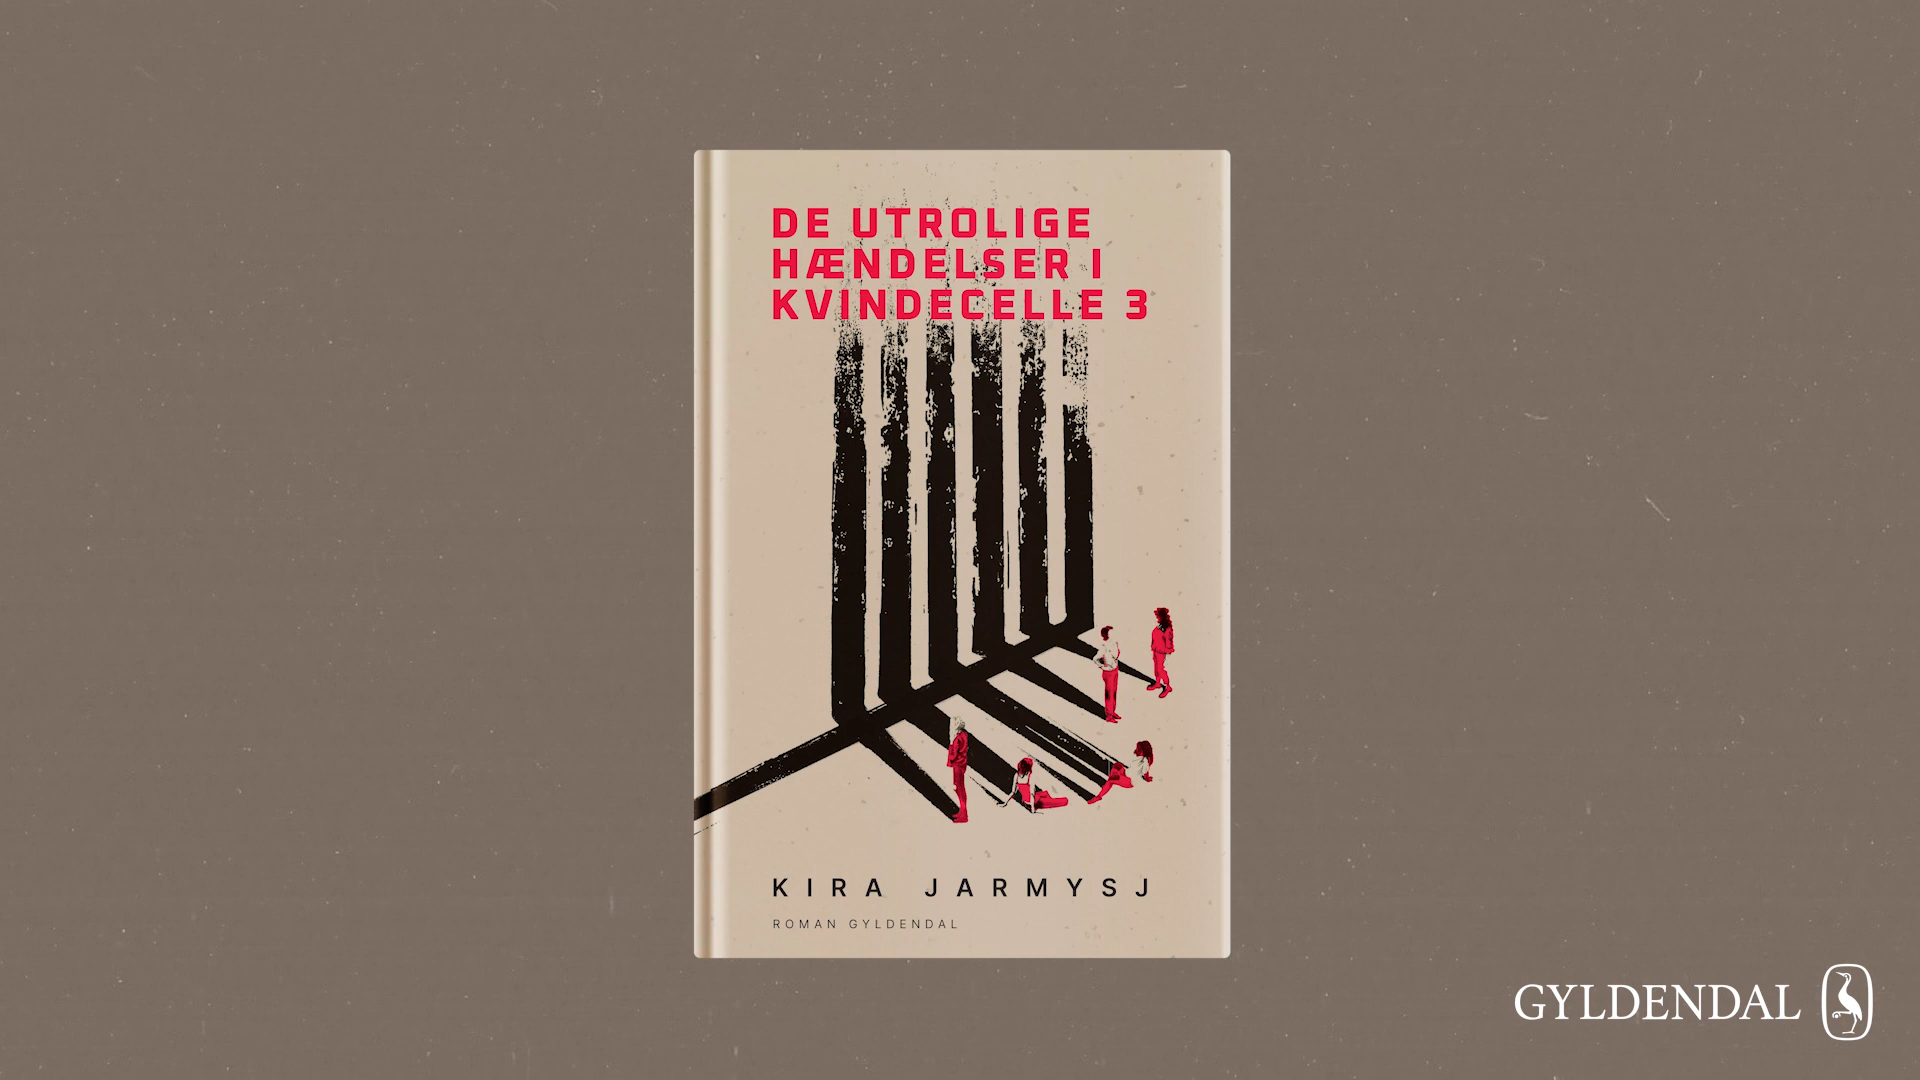 DE UTROLIGE
HÆNDELSER I
KVINDECELLE 3
KIRA JARMYSJ
ROMAN GYLDENDAL
GYLDENDAL